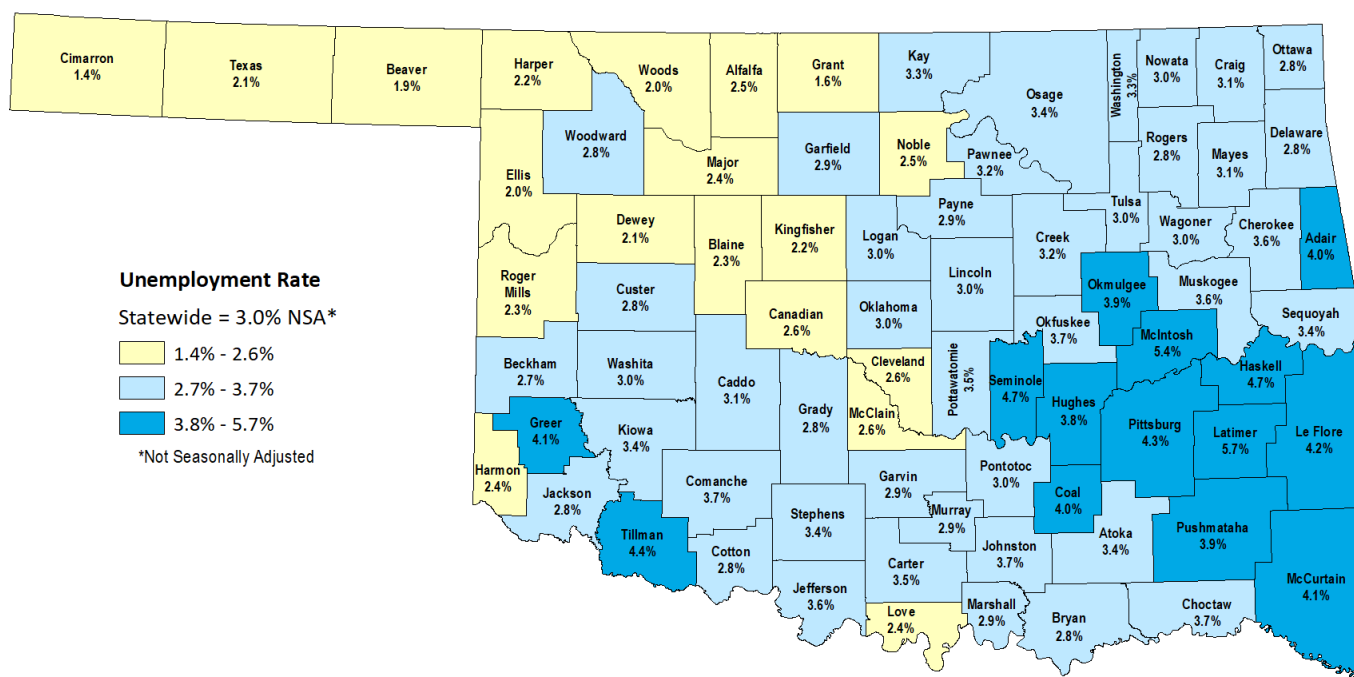 Cimarron
1.4%
Texas
2.1%
Beaver
1.9%
Harper
2.2%
Woods
2.0%
Alfalfa
2.5%
Grant
1.6%
Kay
3.3%
Osage
3.4%
Washington
3.3%
Nowata
3.0%
Craig
3.1%
Ottawa
2.8%
Woodward
2.8%
Garfield
2.9%
Noble
2.5%
Pawnee
3.2%
Rogers
2.8%
Mayes
3.1%
Delaware
2.8%
Ellis
2.0%
Major
2.4%
Dewey
2.1%
Blaine
2.3%
Kingfisher
2.2%
Logan
3.0%
Payne
2.9%
Creek
3.2%
Tulsa
3.0%
Wagoner
3.0%
Cherokee
3.6%
Adair
4.0%
Roger
Mills
2.3%
Custer
2.8%
Canadian
2.6%
Oklahoma
3.0%
Lincoln
3.0%
Okmulgee
3.9%
Muskogee
3.6%
Sequoyah
3.4%
Unemployment Rate
Statewide = 3.0% NSA*
1.4% - 2.6%
2.7% - 3.7%
3.8% - 5.7%
*Not Seasonally Adjusted
Beckham
2.7%
Washita
3.0%
Caddo
3.1%
Grady
2.8%
Cleveland
2.6%
McClain
2.6%
Pottawatomie
3.5%
Seminole
4.7%
Okfuskee
3.7%
McIntosh
5.4%
Hughes
3.8%
Haskell
4.7%
Pittsburg
4.3%
Latimer
5.7%
Le Flore
4.2%
Greer
4.1%
Kiowa
3.4%
Harmon
2.4%
Jackson
2.8%
Comanche
3.7%
Garvin
2.9%
Pontotoc
3.0%
Coal
4.0%
Tillman
4.4%
Stephens
3.4%
Murray
2.9%
Atoka
3.4%
Pushmataha
3.9%
Cotton
2.8%
Carter
3.5%
Johnston
3.7%
McCurtain
4.1%
Jefferson
3.6%
Love
2.4%
Marshall
2.9%
Bryan
2.8%
Choctaw
3.7%